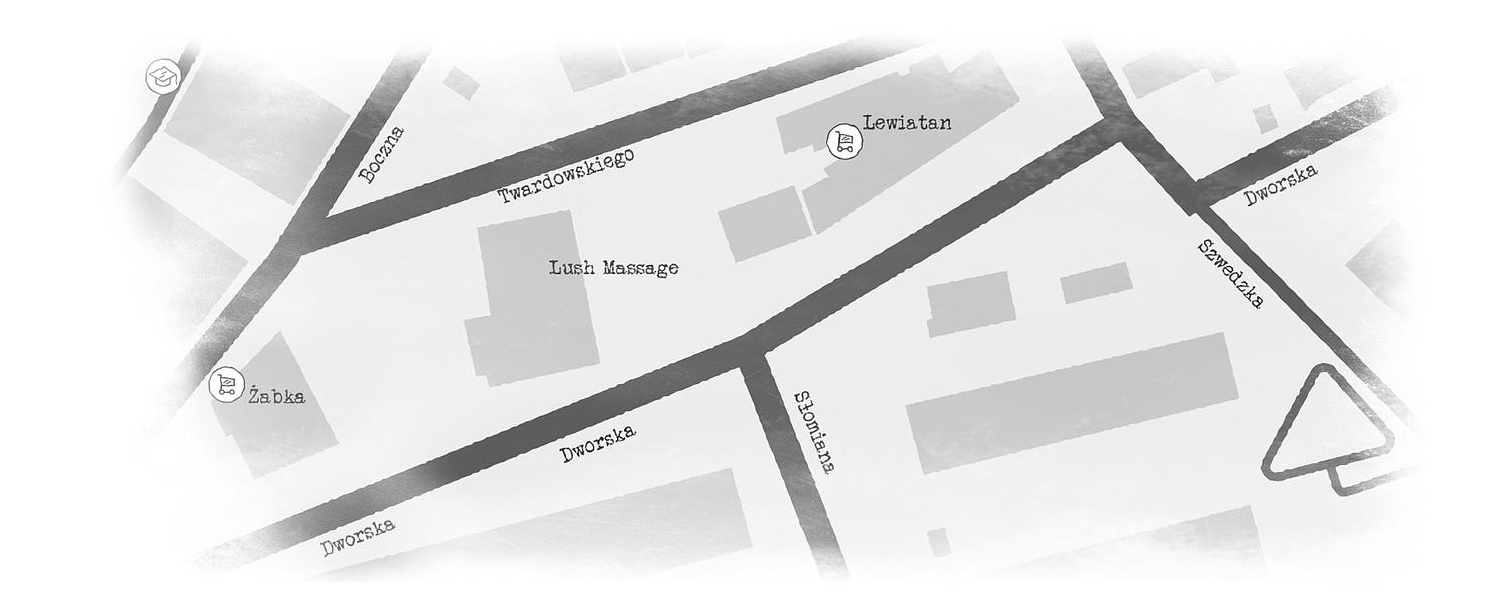 Lewiatan
Boczna
Twardowskiego
Dworska
Lush Massage
Szwedzka
Żabka
Słomiana
Dworska
Dworska